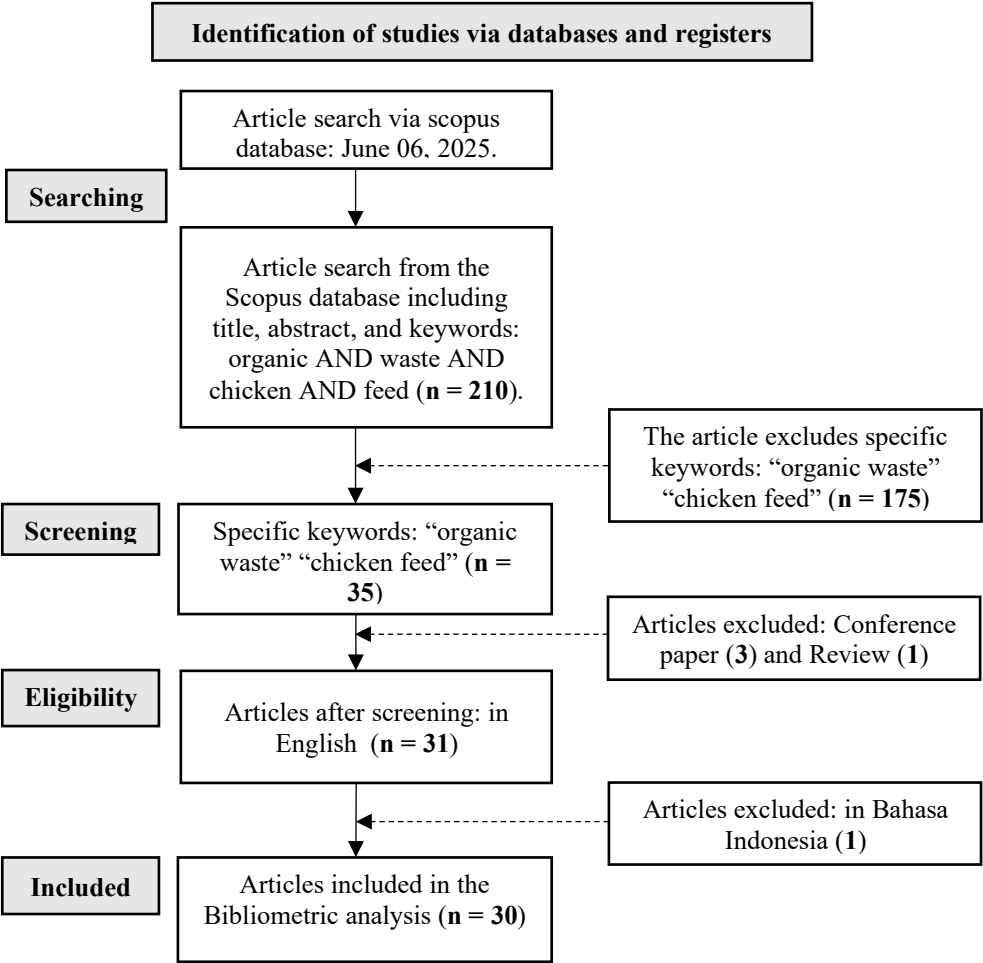 Identification of studies via databases and registers
Article search via scopus
database: June 06, 2025.
Searching
Article search from the
Scopus database including
title, abstract, and keywords:
organic AND waste AND
chicken AND feed (n = 210).
The article excludes specific
keywords: “organic waste”
“chicken feed” (n = 175)
Screening
Specific keywords: “organic
waste” “chicken feed” (n =
35)
Articles excluded: Conference
paper (3) and Review (1)
Eligibility
Articles after screening: in
English (n = 31)
Articles excluded: in Bahasa
Indonesia (1)
Included
Articles included in the
Bibliometric analysis (n = 30)